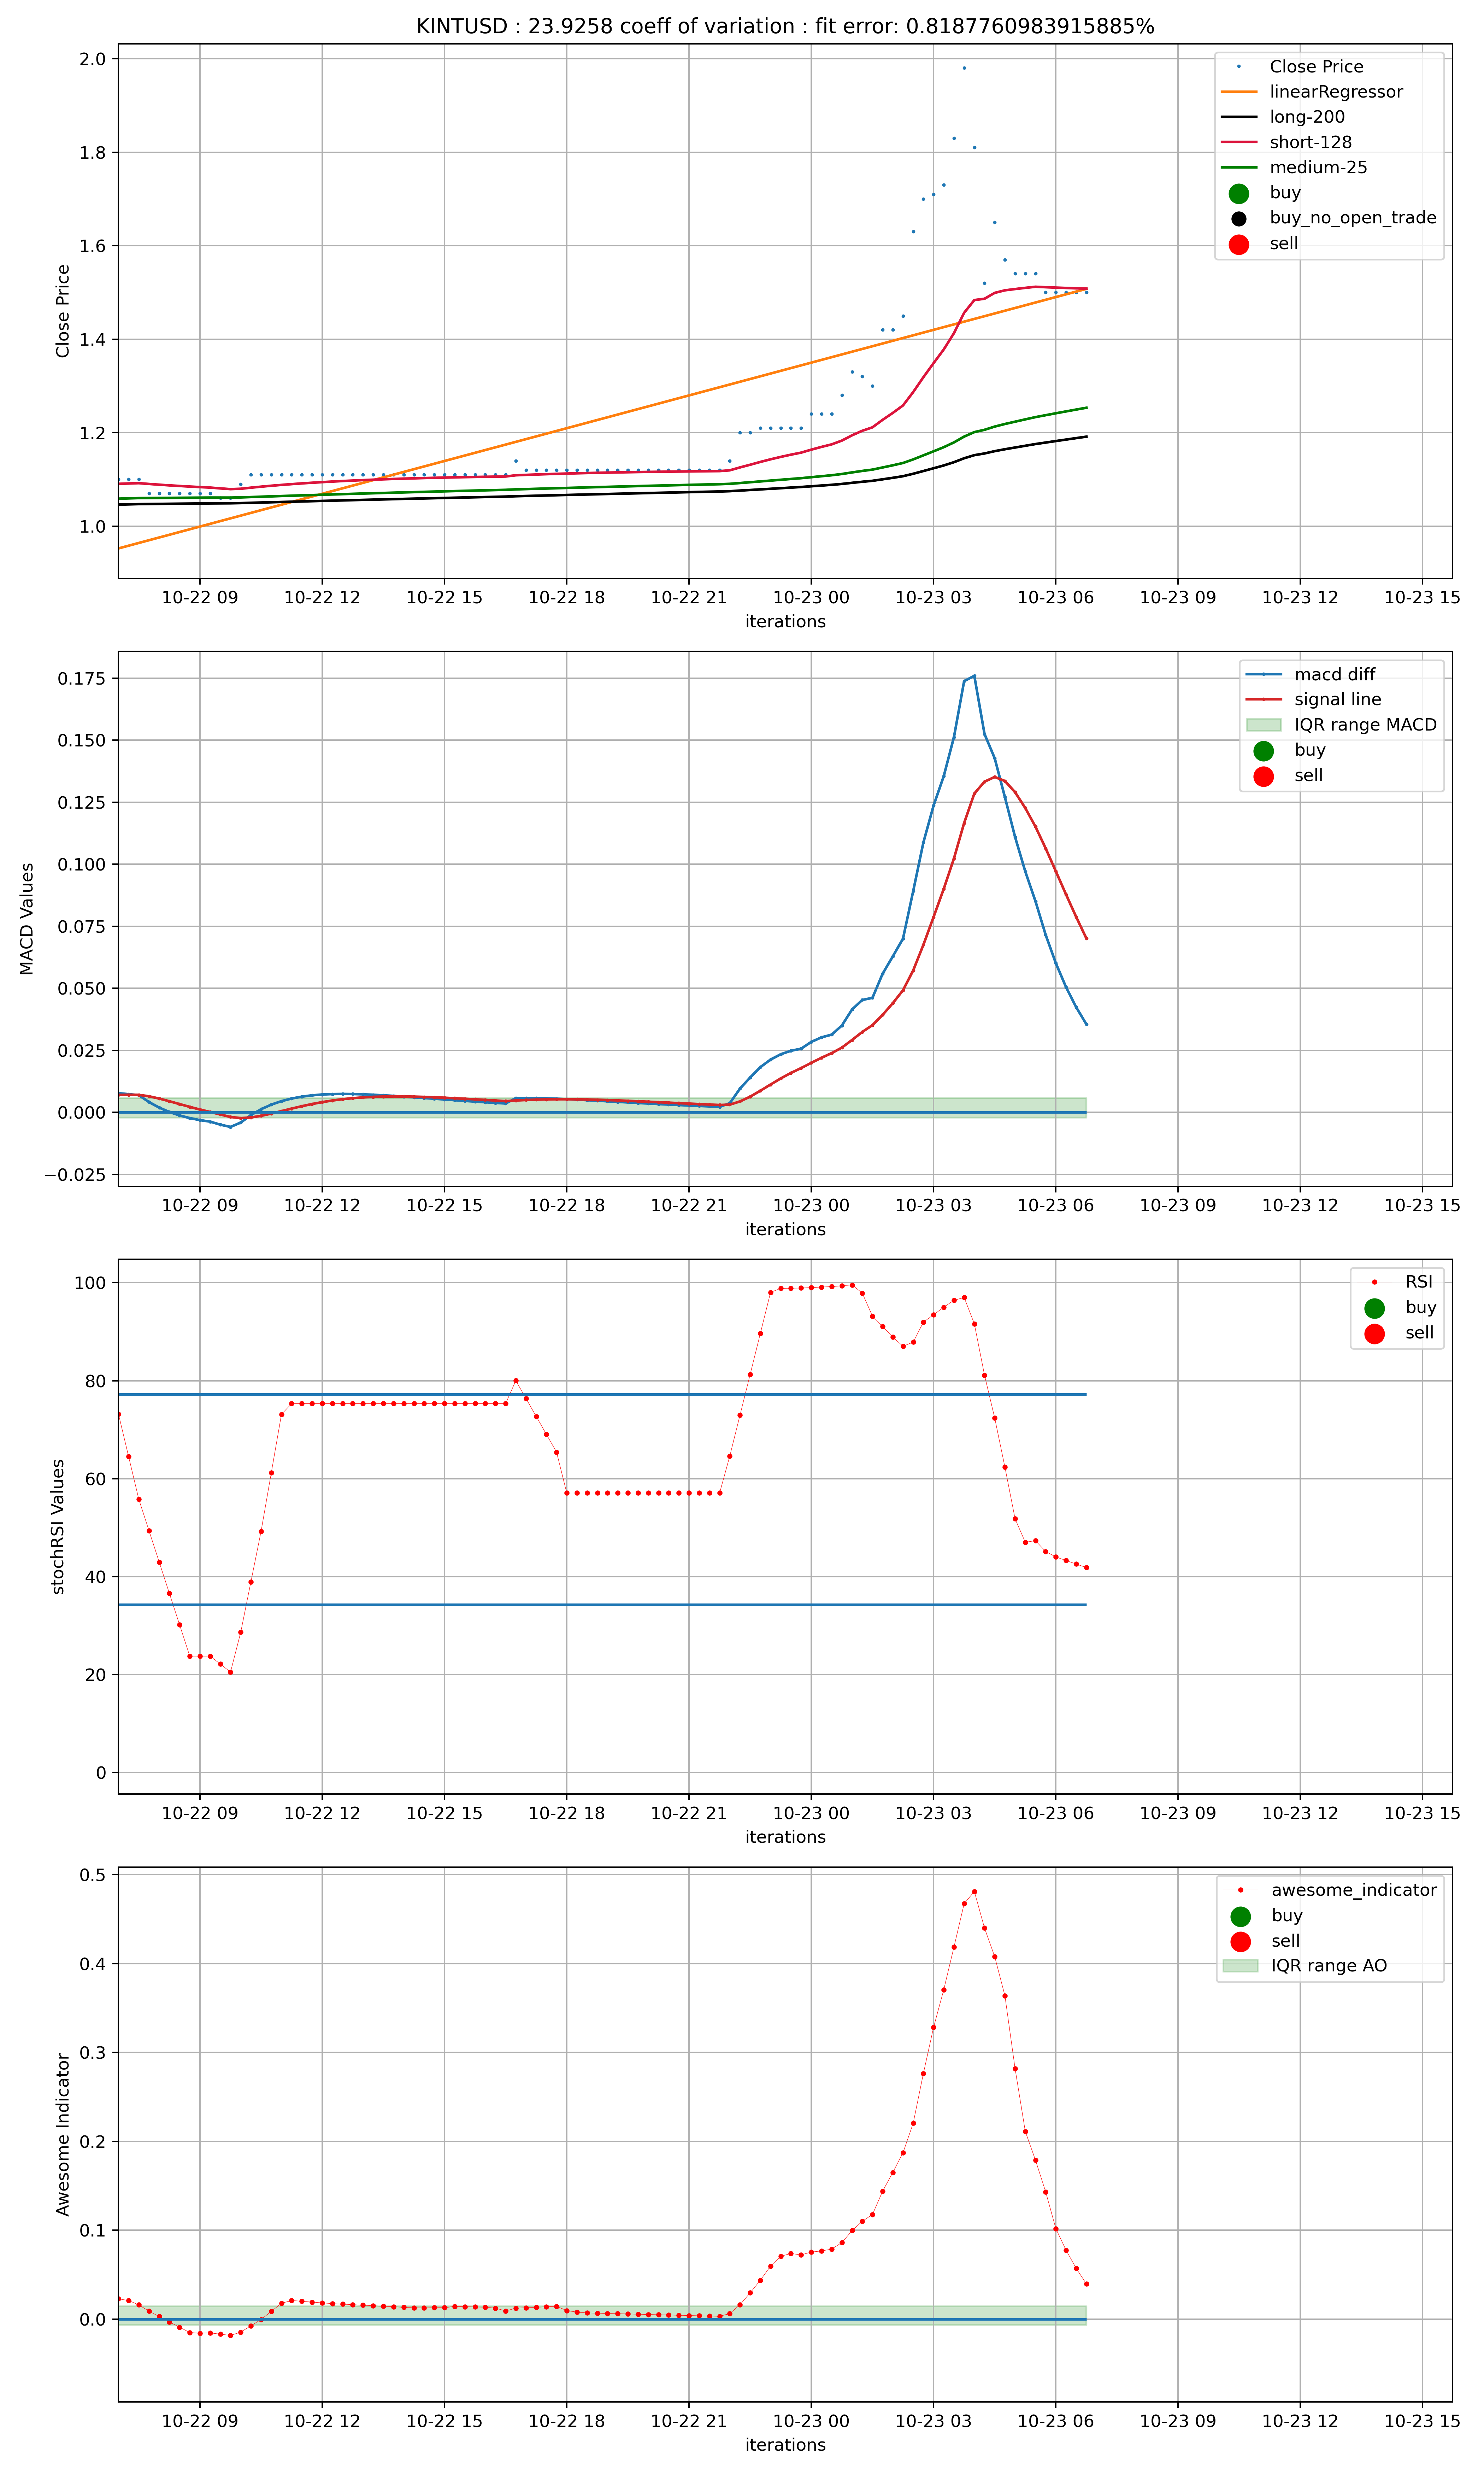 KINTUSD : 23.9258 coeff of variation : fit error: 0.8187760983915885%
Close Price
2.0
1.8
1.6
1.4
1.2
1.0
Close Price
linearRegressor
long-200
short-128
medium-25
buy
buy_no_open_trade
sell
10-22 09 10-22 12 10-22 15 10-22 18 10-22 21 10-23 00 10-23 03 10-23 06 10-23 09 10-23 12 10-23 15
iterations
MACD Values
0.175
0.150
0.125
0.100
0.075
0.050
0.025
0.000
−0.025
macd diff
signal line
IQR range MACD
buy
sell
10-22 09 10-22 12 10-22 15 10-22 18 10-22 21 10-23 00 10-23 03 10-23 06 10-23 09 10-23 12 10-23 15
iterations
stochRSI Values
100
80
60
40
20
0
RSI
buy
sell
10-22 09 10-22 12 10-22 15 10-22 18 10-22 21 10-23 00 10-23 03 10-23 06 10-23 09 10-23 12 10-23 15
iterations
Awesome Indicator
0.5
0.4
0.3
0.2
0.1
0.0
awesome_indicator
buy
sell
IQR range AO
10-22 09 10-22 12 10-22 15 10-22 18 10-22 21 10-23 00 10-23 03 10-23 06 10-23 09 10-23 12 10-23 15
iterations